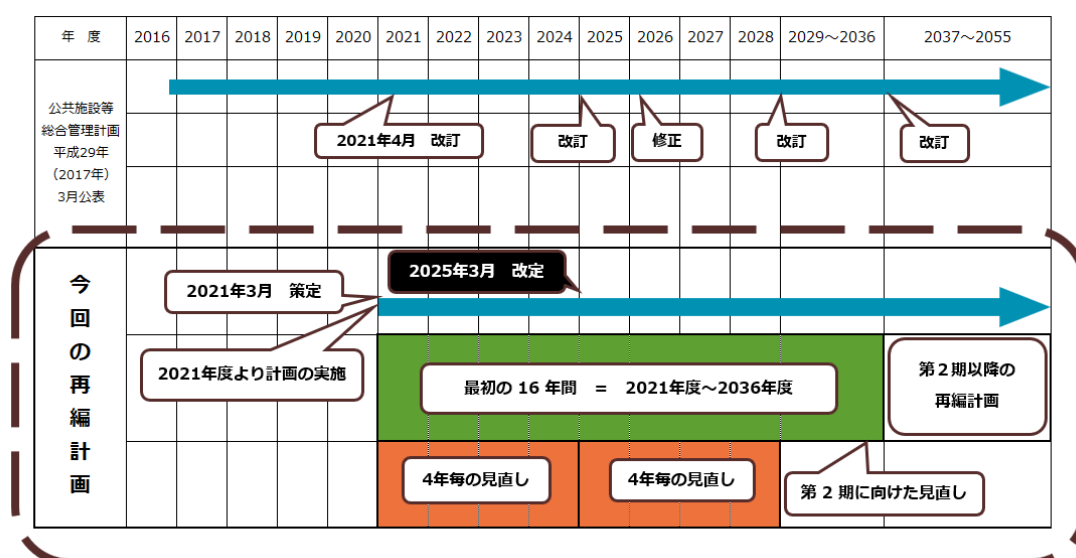 年 度 2016 2017 2018 2019 2020 2021 2022 2023 2024 2025 2026 2027 2028 2029～2036 2037～2055
公共施設等
総合管理計画
平成29年
（2017年）
3月公表
2021年4月 改訂
改訂
修正
改訂
改訂
今回の再編計画
2025年3月 改定
2021年3月 策定
2021年度より計画の実施
最初の 16 年間 ＝ 2021年度～2036年度
第２期以降の
再編計画
4年毎の見直し
4年毎の見直し
第 2 期に向けた見直し